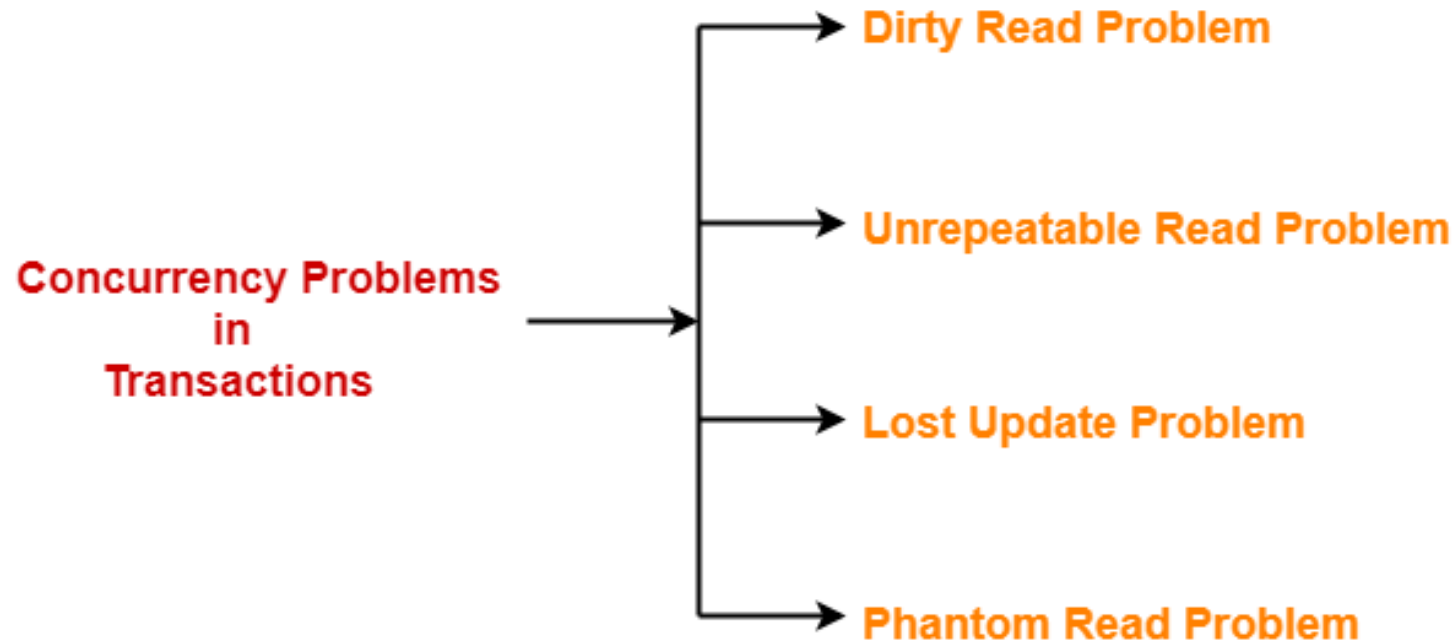 Concurrency Problems
in
Transactions
Dirty Read Problem
Unrepeatable Read Problem
Lost Update Problem
Phantom Read Problem